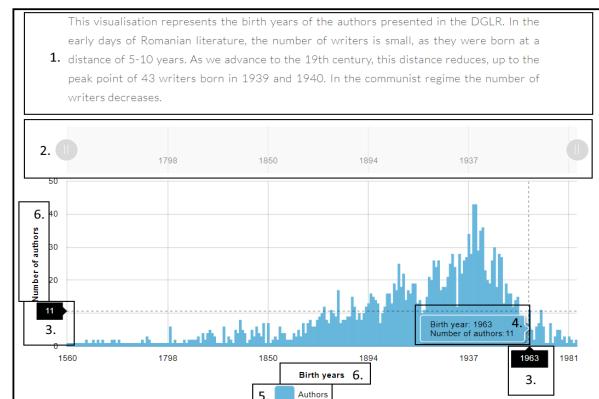 This visualisation represents the birth years of the authors presented in the DGLR. In the
early days of Romanian literature, the number of writers is small, as they were born at a
1. distance of 5-10 years. As we advance to the 19th century, this distance reduces, up to the
peak point of 43 writers born in 1939 and 1940. In the communist regime the number of
writers decreases.
2.
1798 1850 1894 1937
50
6. 40
30
20
Number of authors
11
3.
0
Birth year: 1963 4.
Number of authors: 11
1560 1798 1850 1894 1937 1963 1981
3.
Birth years 6.
5. Authors